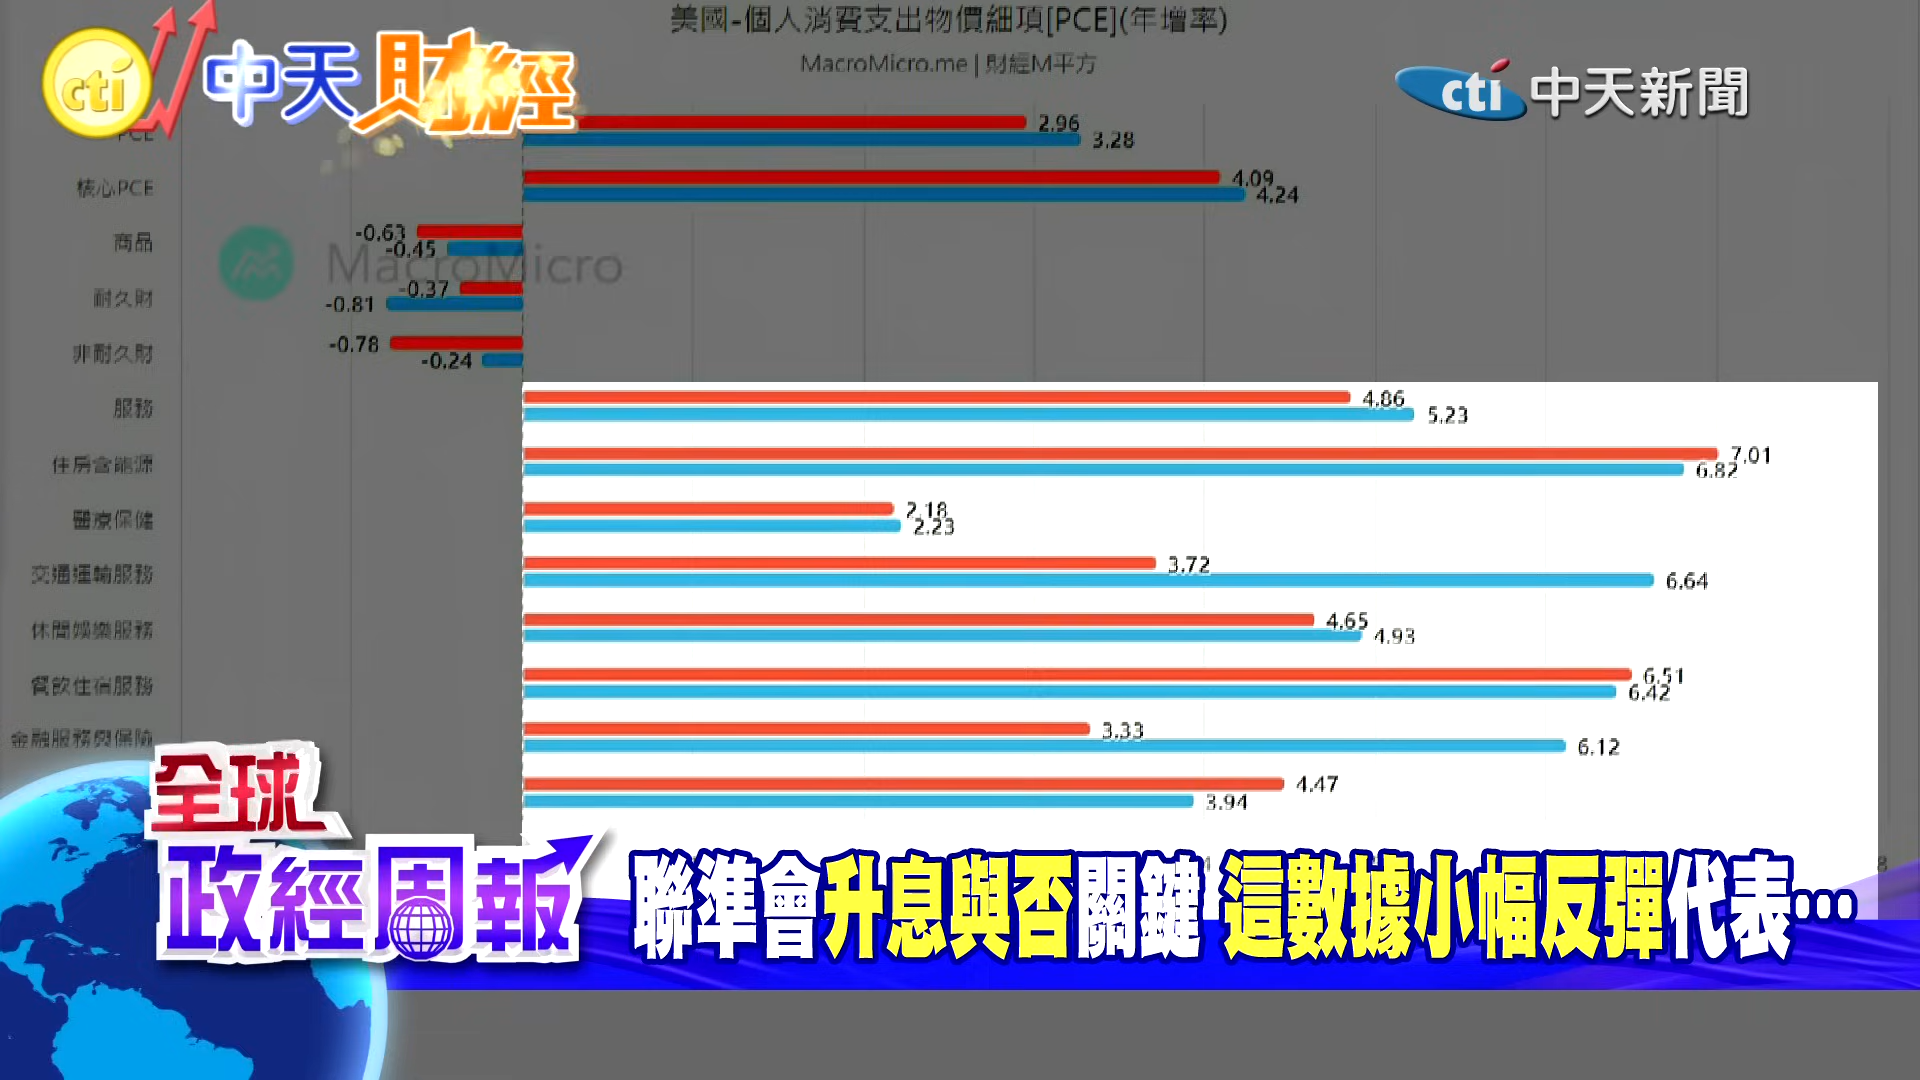 美國-個人消費支出物價細項[PCE](年增率)
MacroMicro.me | 財經M平方
cti
中天財經
cti 中天新聞
PCE
2.96
3.28
核心PCE
4.09
4.24
商品
-0.63
-0.45
MacroMicro
耐久財
-0.37
-0.81
非耐久財
-0.78
-0.24
服務
4.86
5.23
住房含能源
7.01
6.82
醫療保健
2.18
2.23
交通運輸服務
3.72
6.64
休閒娛樂服務
4.65
4.93
餐飲住宿服務
6.51
6.42
金融服務與保險
3.33
6.12
4.47
3.94
8
全球
政經周報
聯準會升息與否關鍵 這數據小幅反彈代表…